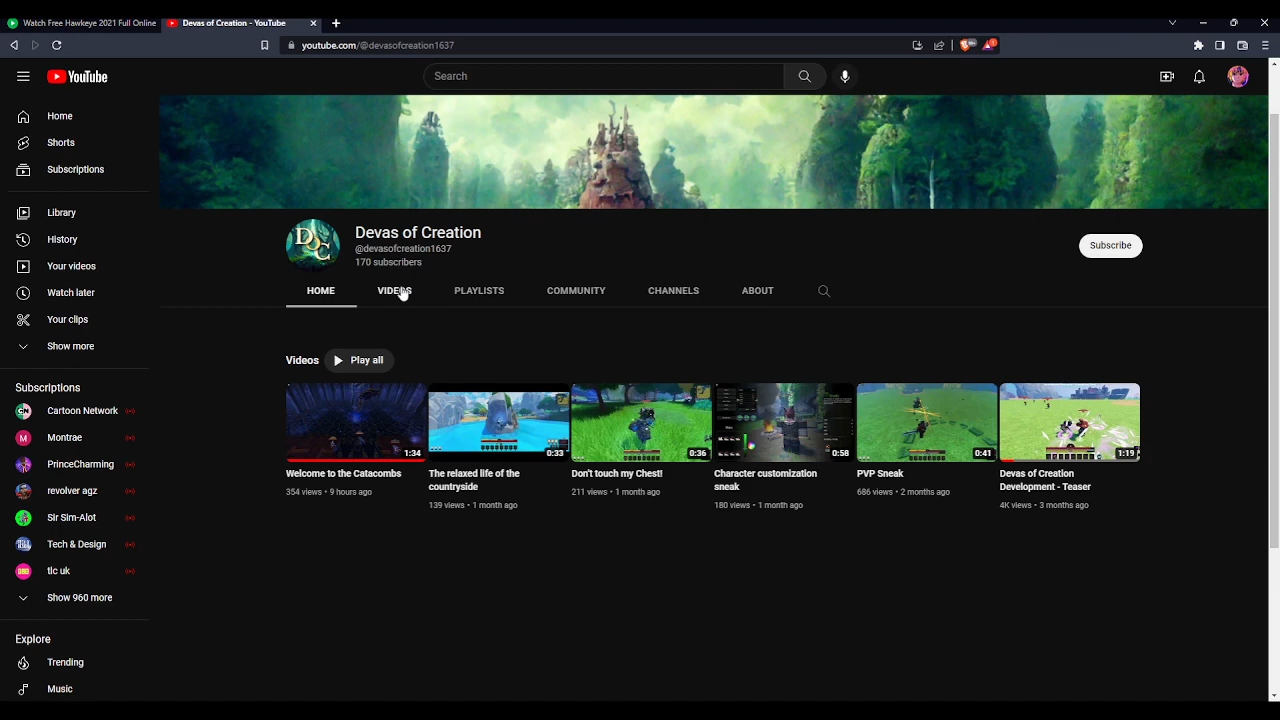 Watch Free Hawkeye 2021 Full Online
Devas of Creation - YouTube
youtube.com/@devasofcreation1637
YouTube
Search
Home
Shorts
Subscriptions
Library
History
Your videos
Watch later
Your clips
Show more
Subscriptions
Cartoon Network
Montrae
PrinceCharming
revolver agz
Sir Sim-Alot
Tech & Design
tlc uk
Show 960 more
Explore
Trending
Music
DOC
Devas of Creation
@devasofcreation1637
170 subscribers
Subscribe
HOME VIDEOS PLAYLISTS COMMUNITY CHANNELS ABOUT
Videos Play all
1:34 0:33 0:36 0:58 0:41 1:19
Welcome to the Catacombs
354 views • 9 hours ago
The relaxed life of the
countryside
139 views • 1 month ago
Don't touch my Chest!
211 views • 1 month ago
Character customization
sneak
180 views • 1 month ago
PVP Sneak
686 views • 2 months ago
Devas of Creation
Development - Teaser
4K views • 3 months ago